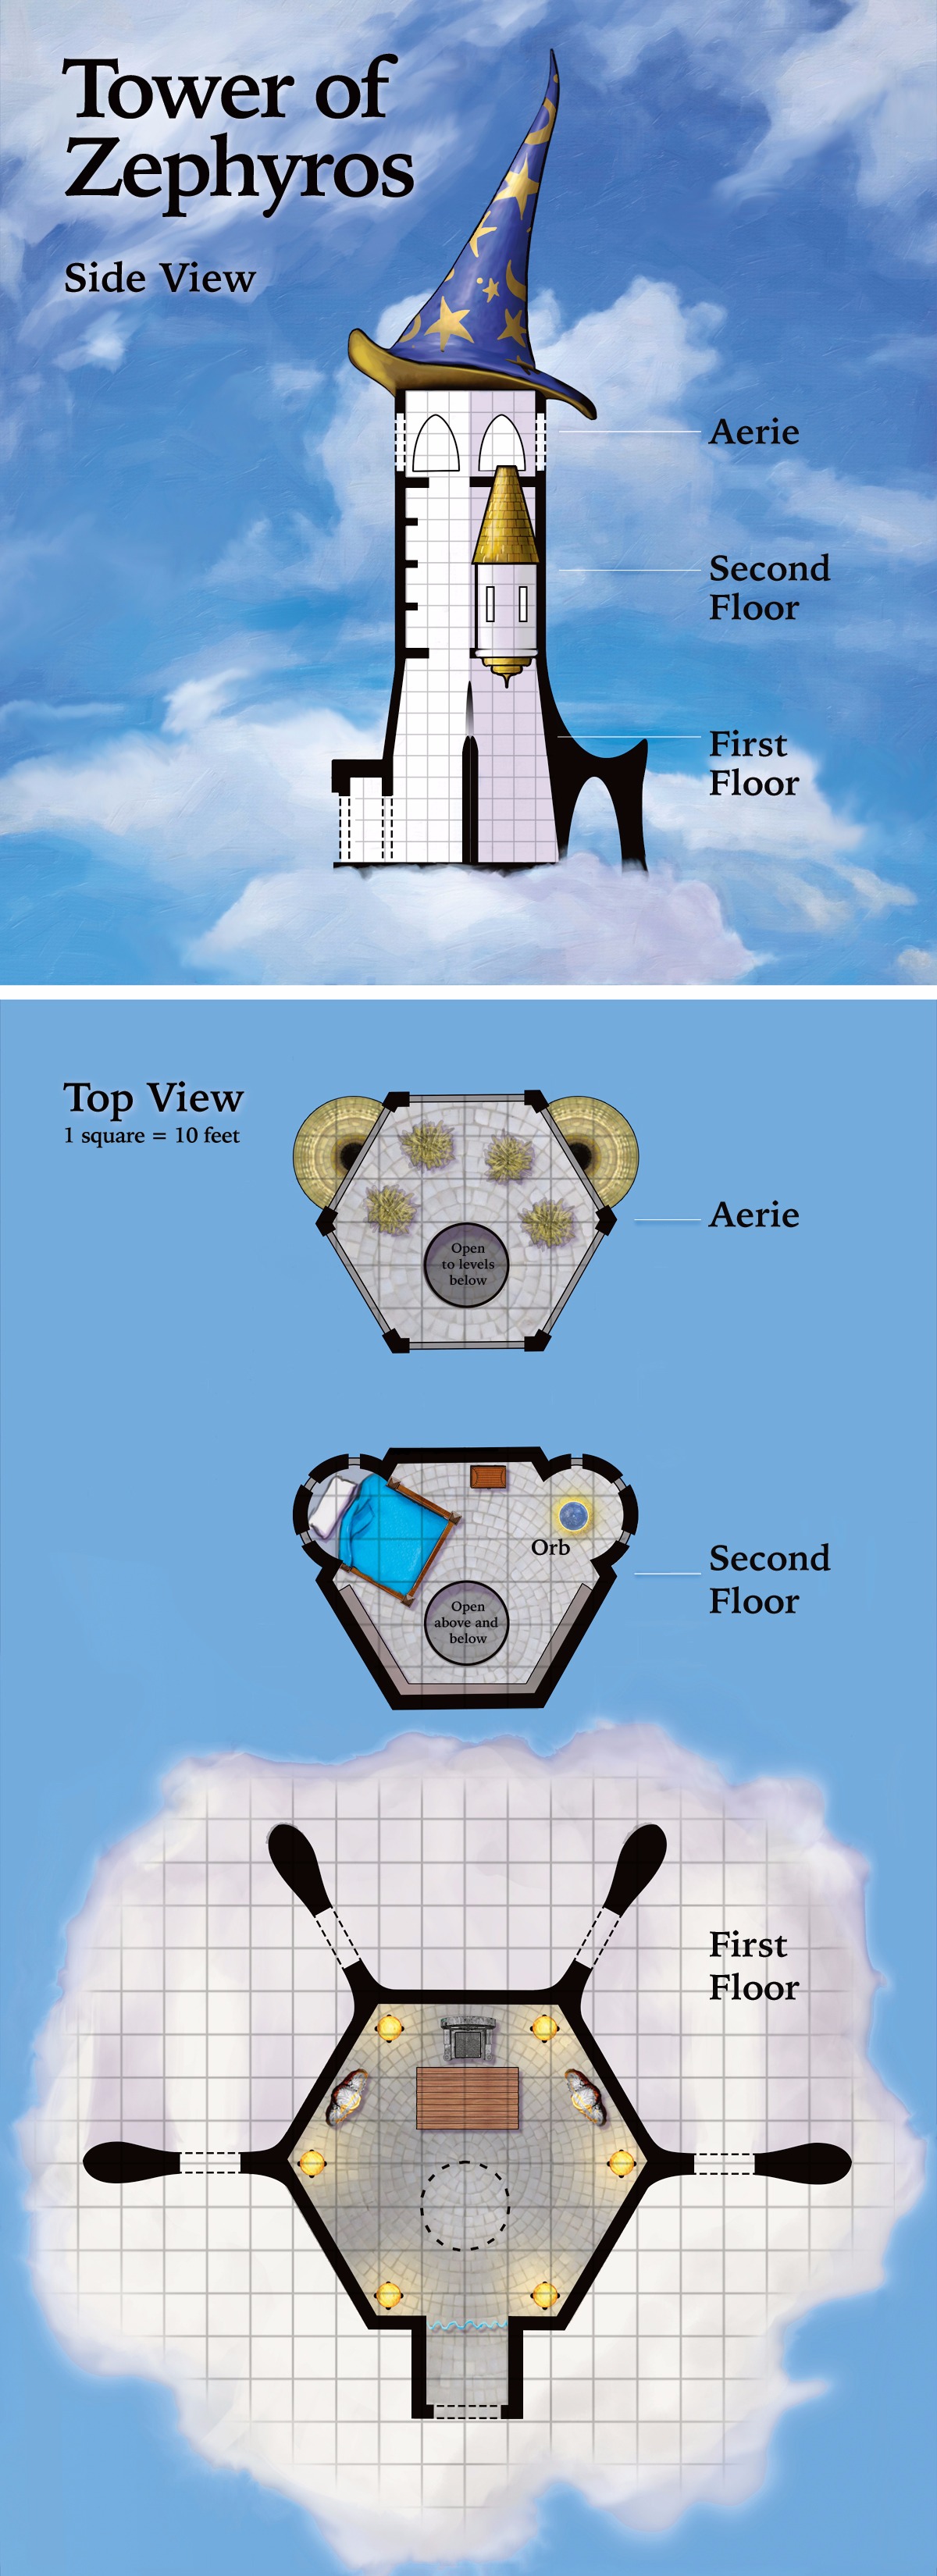 Tower of
Zephyros
Side View
Aerie
Second
Floor
First
Floor
Top View
1 square = 10 feet
Aerie
Open
to levels
below
Orb
Second
Floor
Open
above and
below
First
Floor